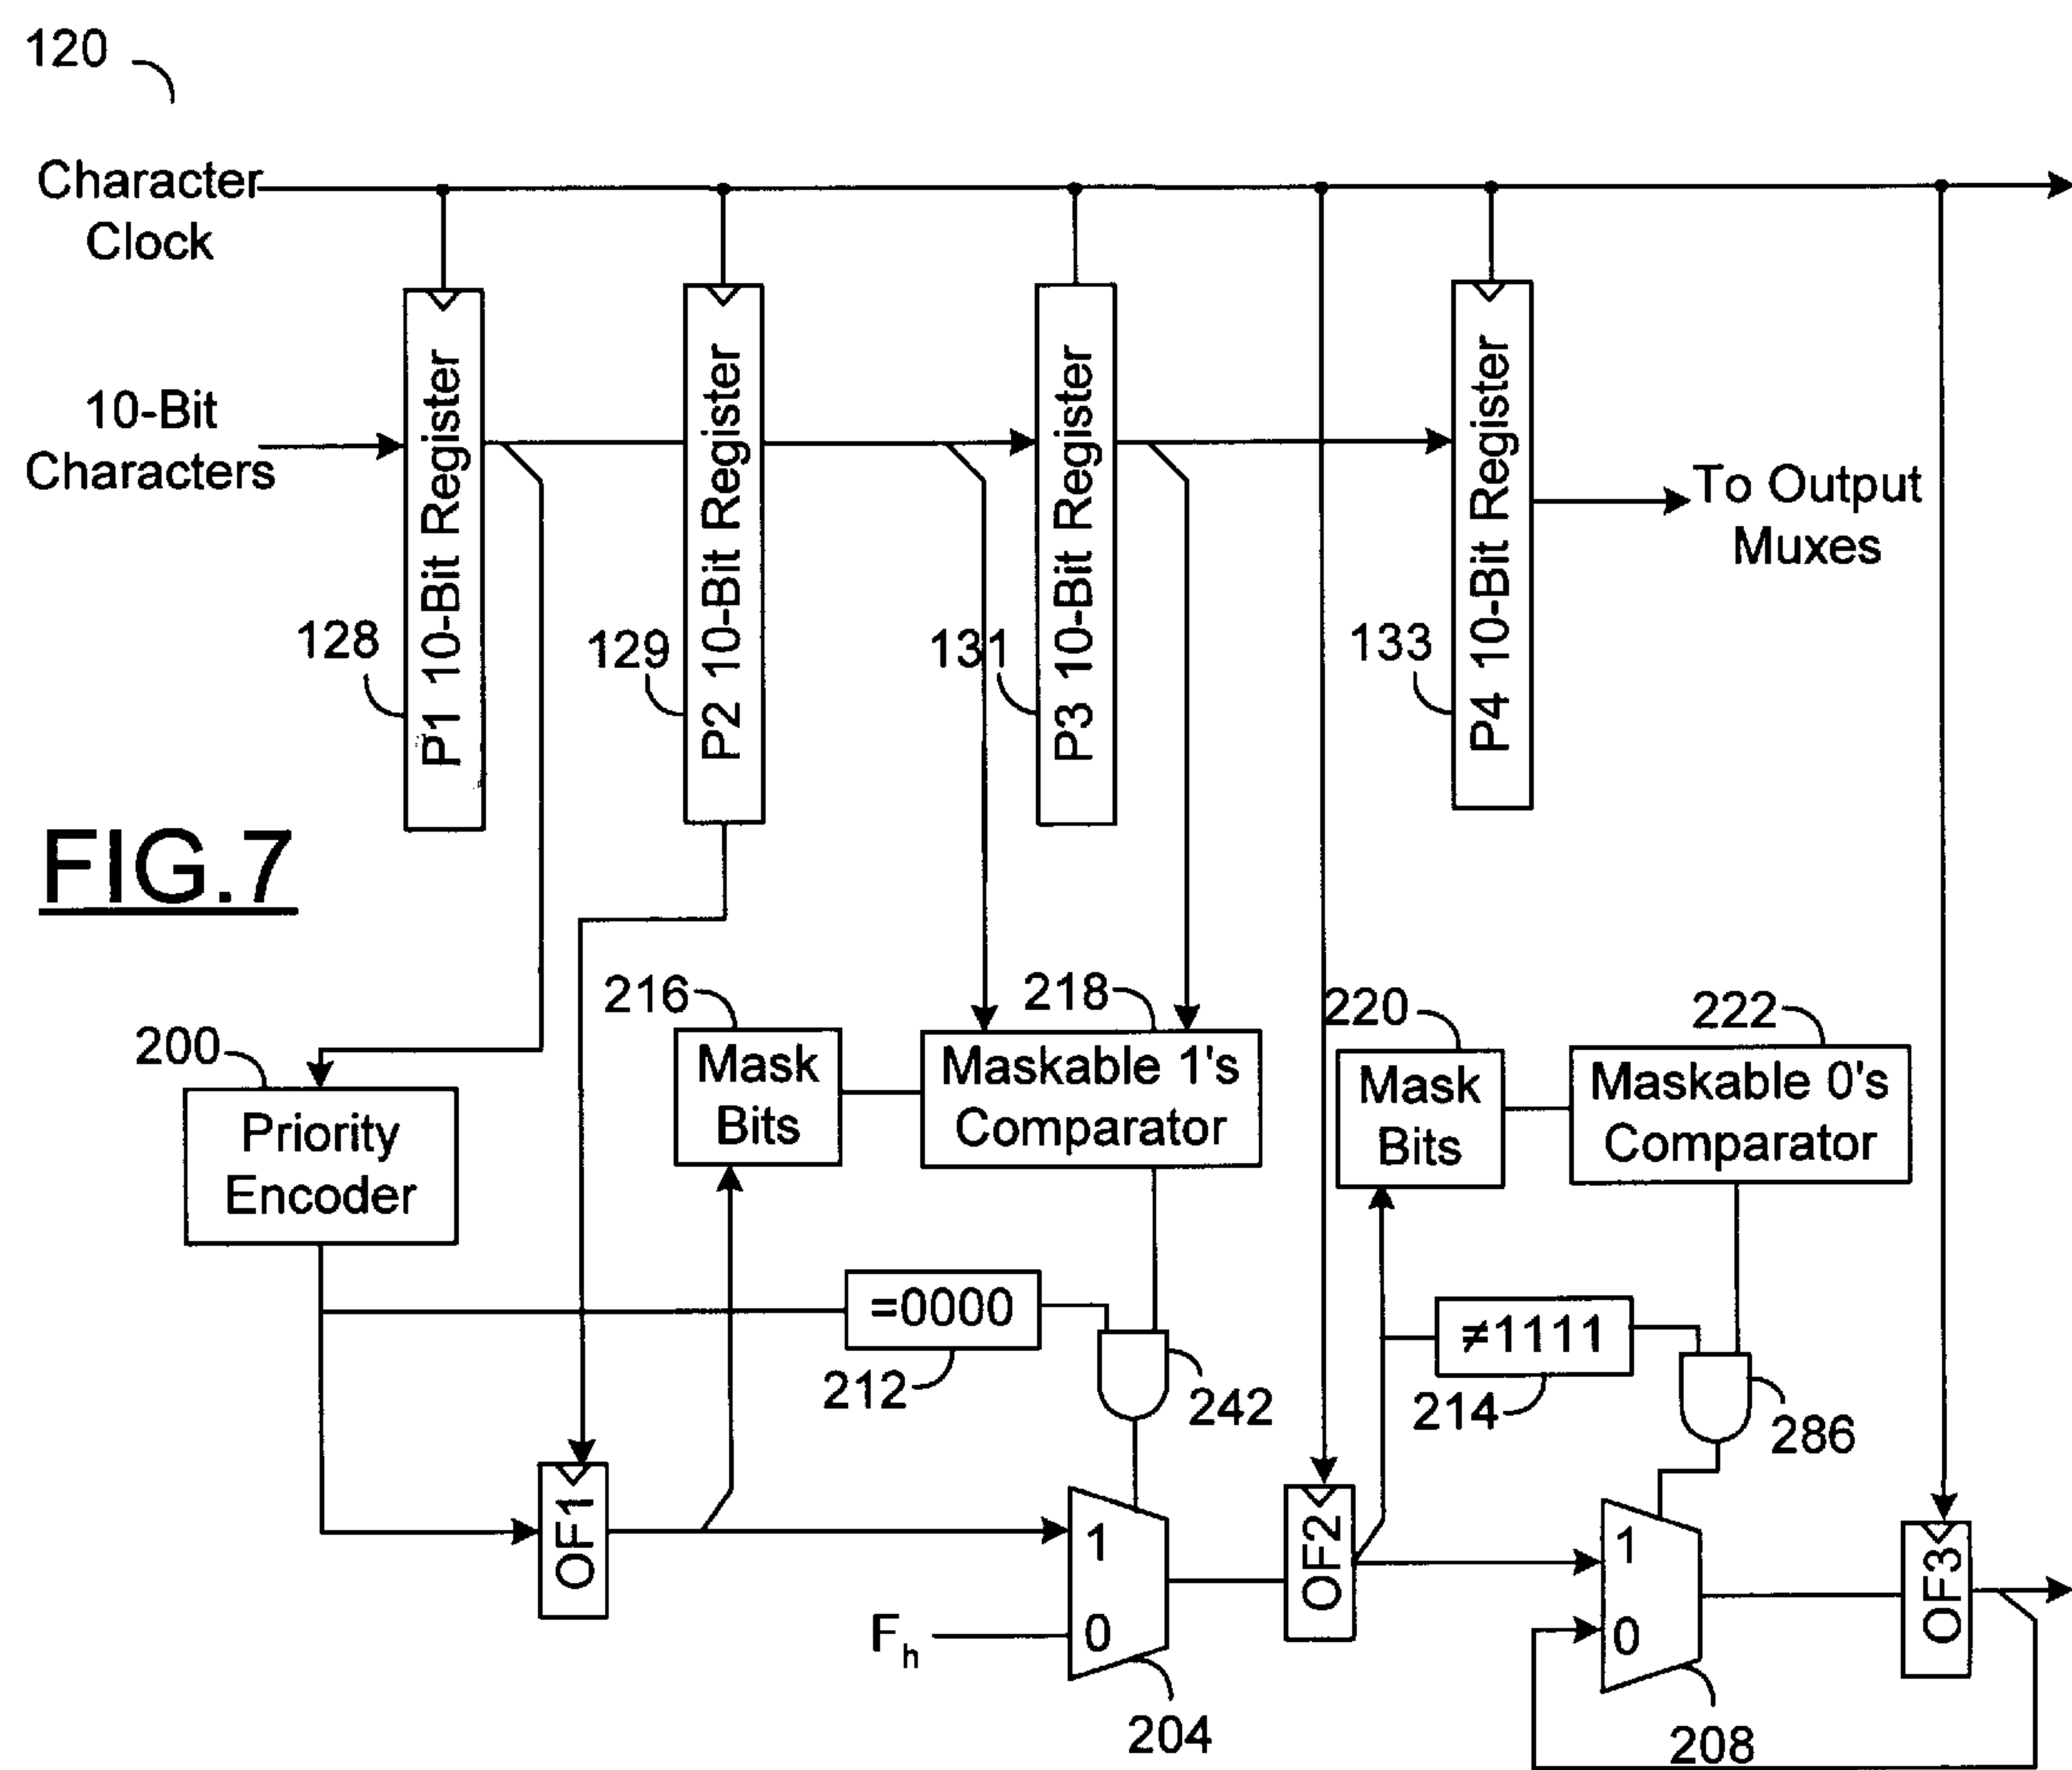 120
Character
Clock
10-Bit
Characters
P1 10-Bit Register
128
P2 10-Bit Register
129
P3 10-Bit Register
131
P4 10-Bit Register
133
To Output
Muxes
FIG.7
200
Priority
Encoder
216
Mask
Bits
218
Maskable 1's
Comparator
220
Mask
Bits
222
Maskable 0's
Comparator
=0000
212
242
≠1111
214
286
OF1
1
0
Fh
204
OF2
1
0
208
OF3